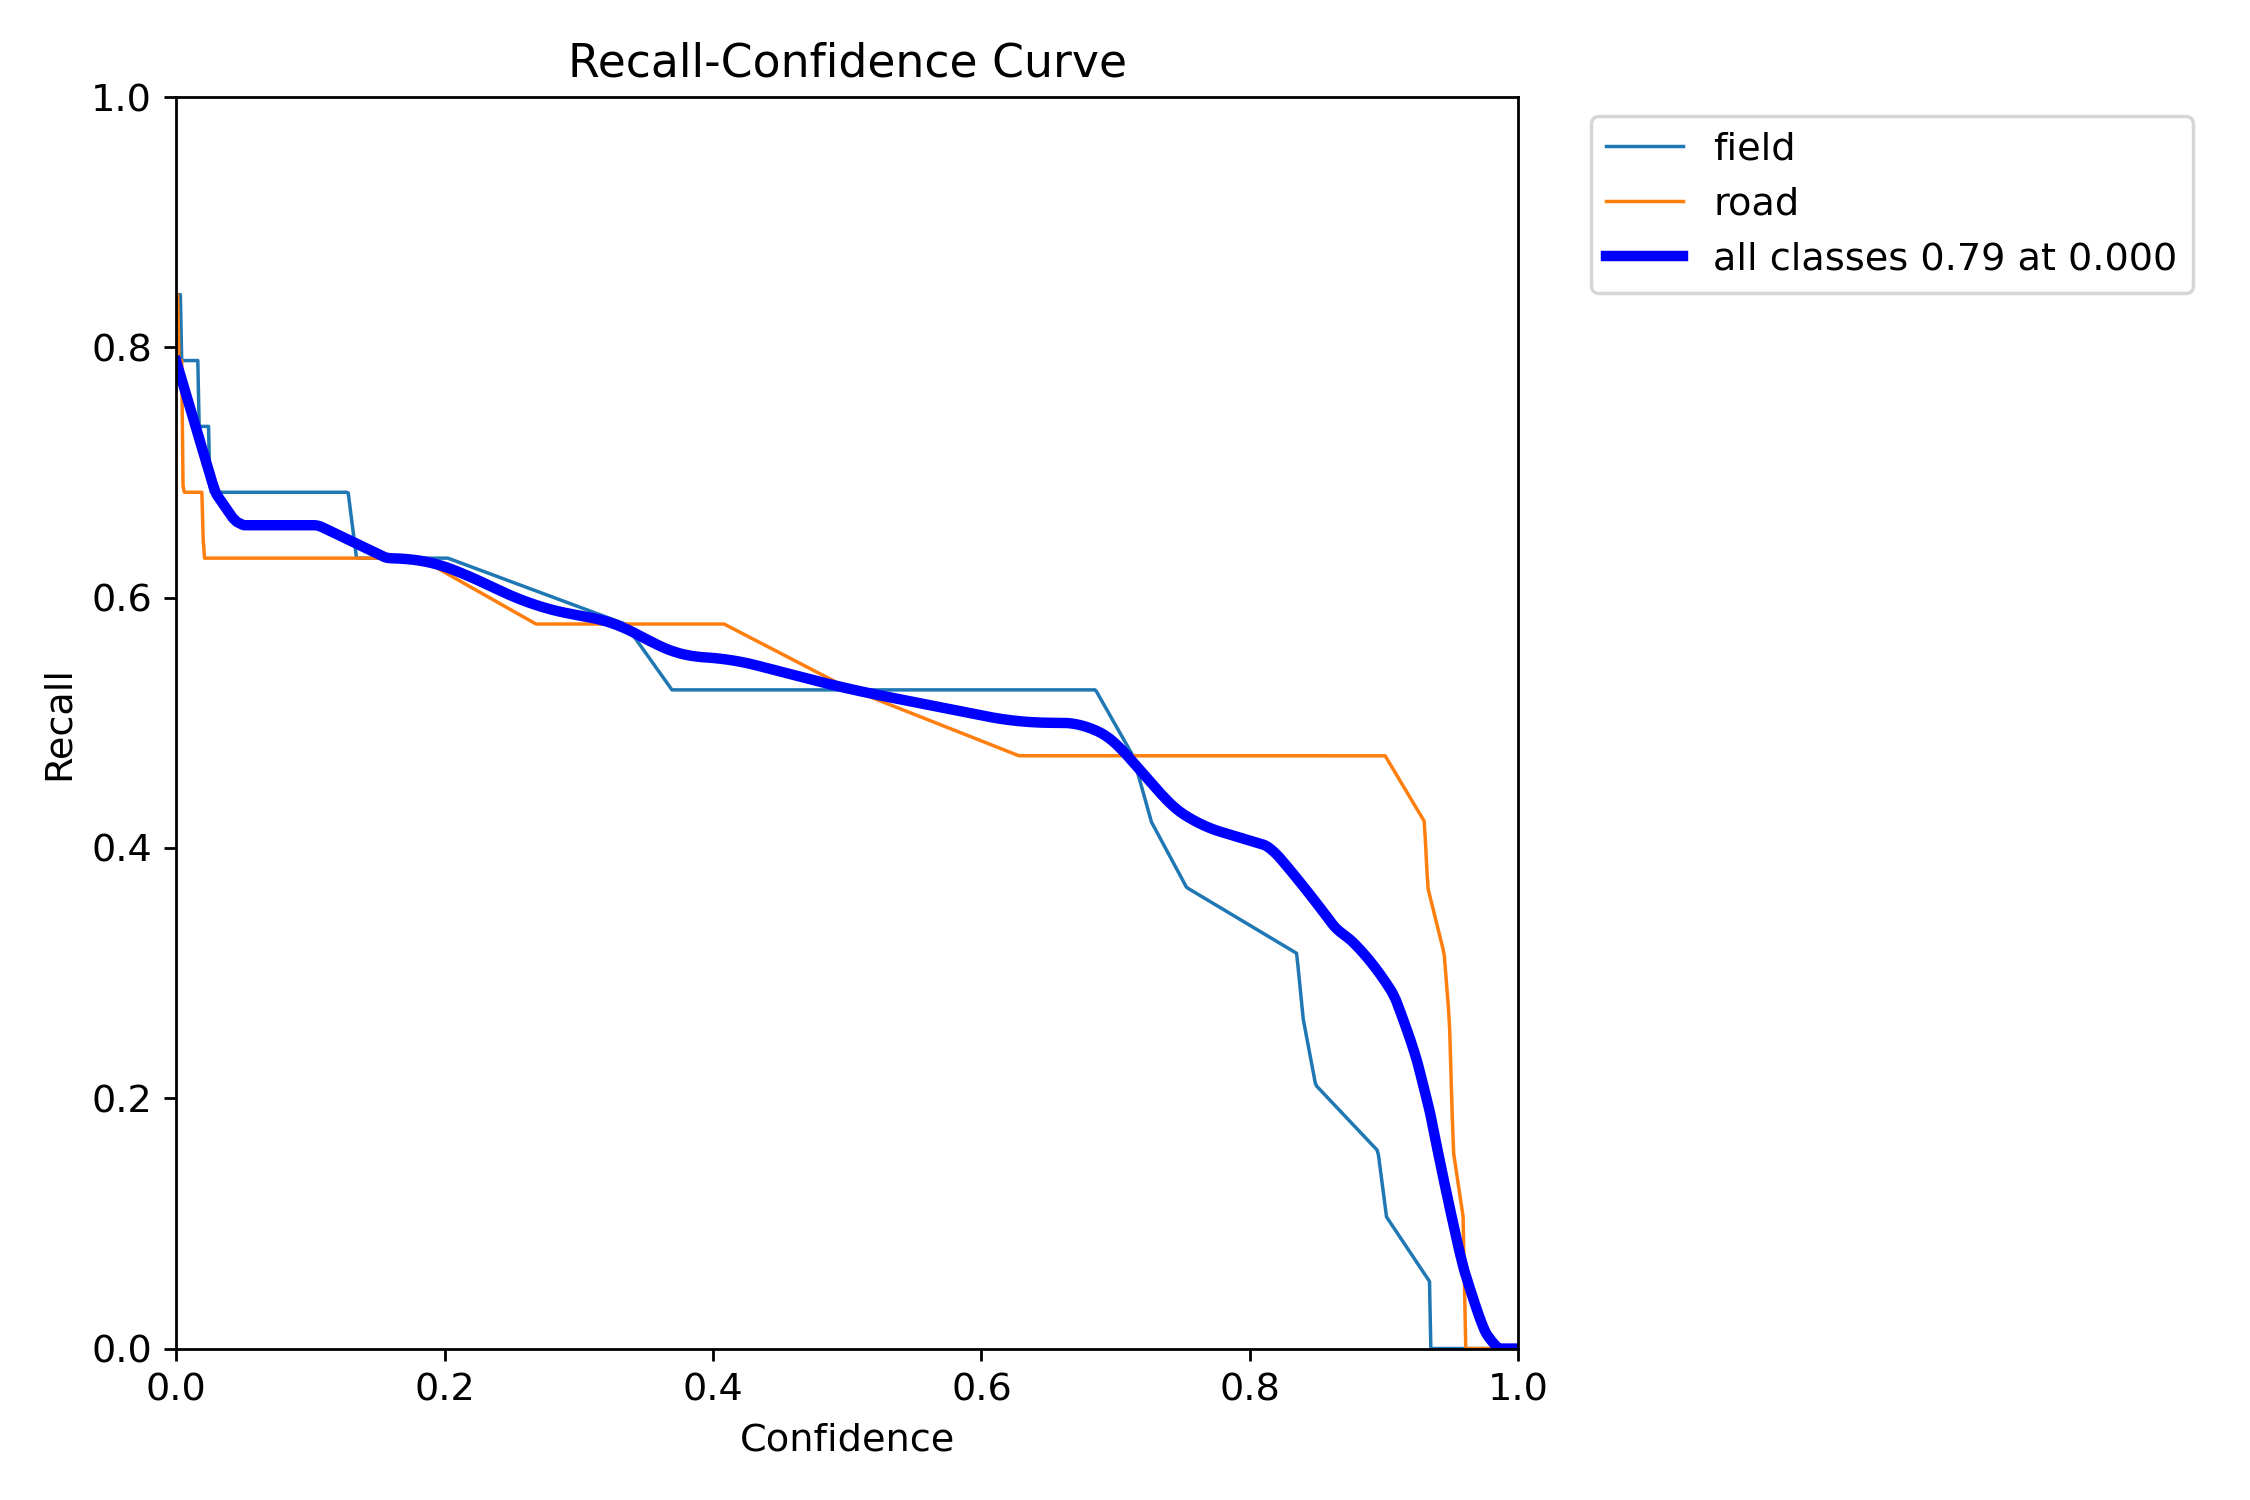 Recall-Confidence Curve
1.0
0.8
0.6
0.4
0.2
0.0
Recall
0.0 0.2 0.4 0.6 0.8 1.0
Confidence
field
road
all classes 0.79 at 0.000